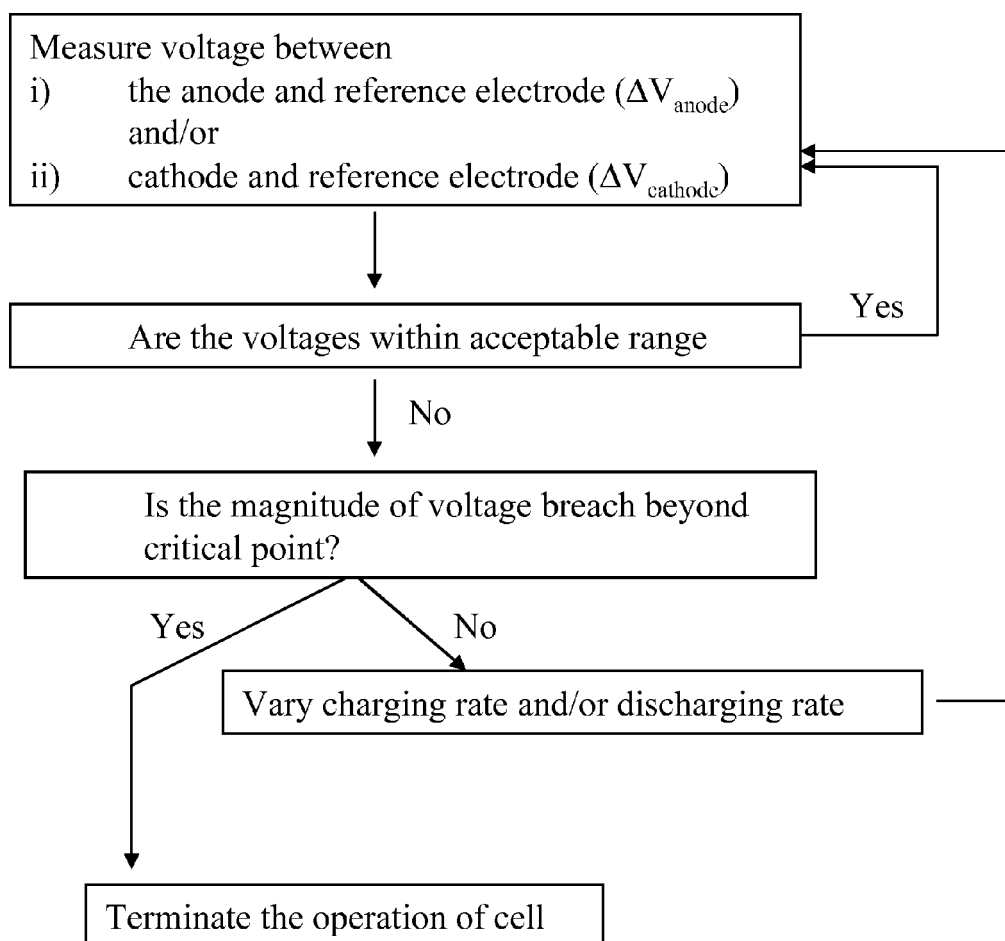 Measure voltage between
i) the anode and reference electrode (ΔVanode)
and/or
ii) cathode and reference electrode (ΔVcathode)
Yes
Are the voltages within acceptable range
No
Is the magnitude of voltage breach beyond
critical point?
Yes
No
Vary charging rate and/or discharging rate
Terminate the operation of cell